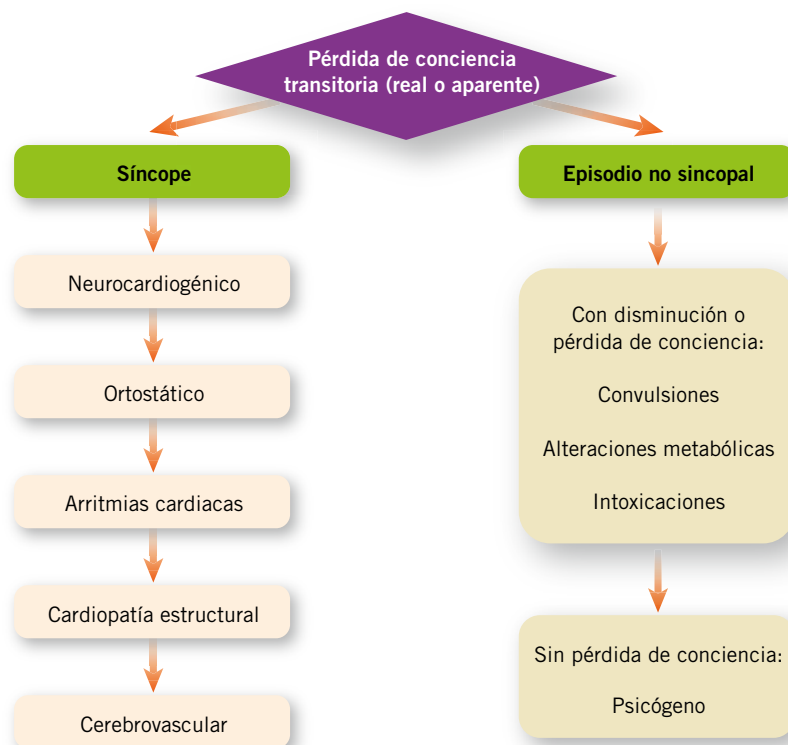 Pérdida de conciencia
transitoria (real o aparente)
Síncope
Neurocardiogénico
Ortostático
Arritmias cardiacas
Cardiopatía estructural
Cerebrovascular
Episodio no sincopal
Con disminución o
pérdida de conciencia:
Convulsiones
Alteraciones metabólicas
Intoxicaciones
Sin pérdida de conciencia:
Psicógeno